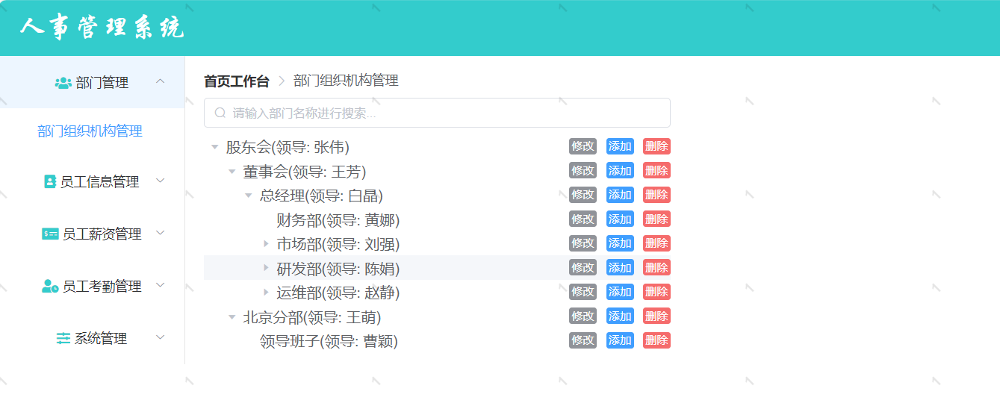 人事管理系统
部门管理
部门组织机构管理
员工信息管理
员工薪资管理
员工考勤管理
系统管理
首页工作台 > 部门组织机构管理
请输入部门名称进行搜索...
股东会(领导: 张伟) 修改 添加 删除
董事会(领导: 王芳) 修改 添加 删除
总经理(领导: 白晶) 修改 添加 删除
财务部(领导: 黄娜) 修改 添加 删除
市场部(领导: 刘强) 修改 添加 删除
研发部(领导: 陈娟) 修改 添加 删除
运维部(领导: 赵静) 修改 添加 删除
北京分部(领导: 王萌) 修改 添加 删除
领导班子(领导: 曹颖) 修改 添加 删除